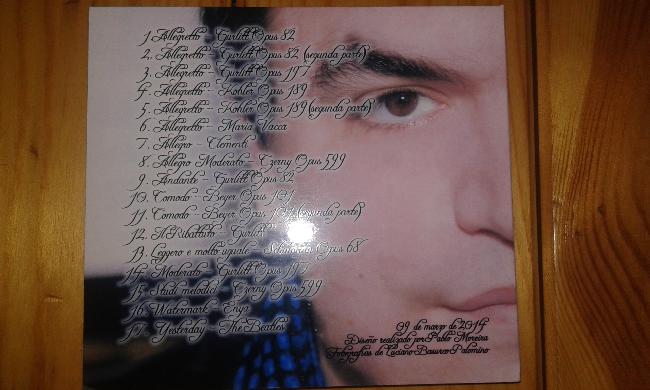 1. Allegretto - Gurlitt Opus 82
2. Allegretto - Gurlitt Opus 82 (segunda parte)
3. Allegretto - Gurlitt Opus 117
4. Allegretto - Kohler Opus 189
5. Allegretto - Kohler Opus 189 (segunda parte)
6. Allegretto - Maria Vacca
7. Allegro - Clementi
8. Allegro Moderato - Czerny Opus 599
9. Andante - Gurlitt Opus 82
10. Comodo - Beyer Opus 101
11. Comodo - Beyer Opus 101 (segunda parte)
12. Il Ribattuto - Gurlitt
13. Leggero e molto uguale - Opus 68
14. Moderato - Gurlitt Opus 117
15. Studi melodici - Czerny Opus 599
16. Watermark - Enya
17. Yesterday - The Beatles
09 de marzo de 2014
Diseño realizado por Pablo Moreira
Fotografías de Luciano Basurco Palomino